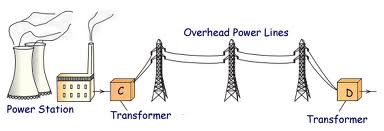 Overhead Power Lines
C
D
Power Station
Transformer
Transformer